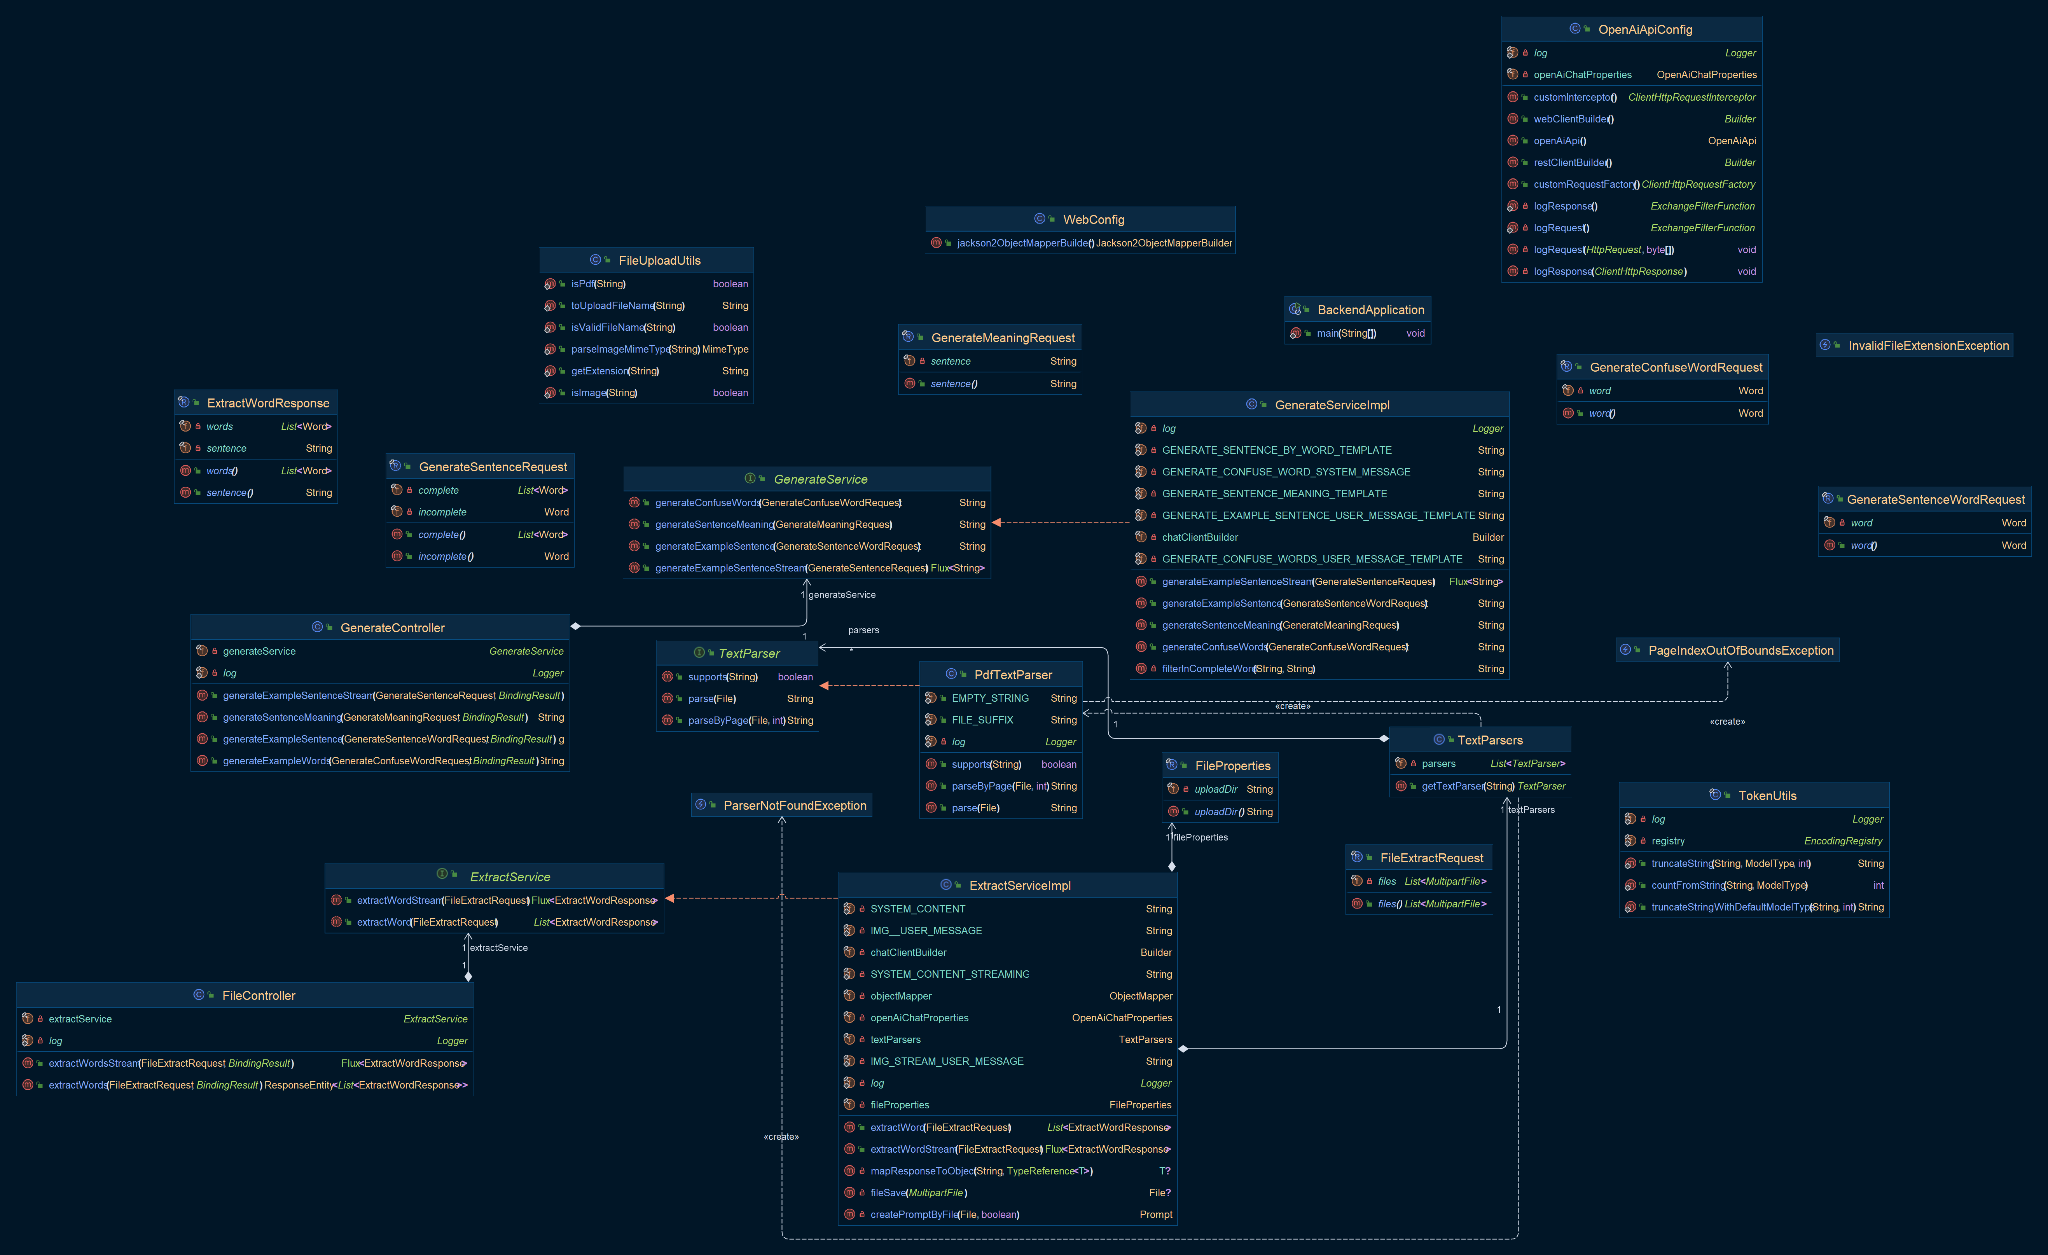 OpenAiApiConfig
log Logger
openAiChatProperties OpenAiChatProperties
customIntercepto() ClientHttpRequestInterceptor
webClientBuilder() Builder
openAiApi() OpenAiApi
restClientBuilder() Builder
customRequestFactory() ClientHttpRequestFactory
logResponse() ExchangeFilterFunction
logRequest() ExchangeFilterFunction
logRequest(HttpRequest, byte[]) void
logResponse(ClientHttpResponse) void
WebConfig
jackson2ObjectMapperBuilde() Jackson2ObjectMapperBuilder
FileUploadUtils
isPdf(String) boolean
toUploadFileName(String) String
isValidFileName(String) boolean
parseImageMimeType(String) MimeType
getExtension(String) String
isImage(String) boolean
BackendApplication
main(String[]) void
GenerateMeaningRequest
sentence String
sentence() String
InvalidFileExtensionException
GenerateConfuseWordRequest
word Word
word() Word
ExtractWordResponse
words List<Word>
sentence String
words() List<Word>
sentence() String
GenerateServiceImpl
log Logger
GENERATE_SENTENCE_BY_WORD_TEMPLATE String
GENERATE_CONFUSE_WORD_SYSTEM_MESSAGE String
GENERATE_SENTENCE_MEANING_TEMPLATE String
GENERATE_EXAMPLE_SENTENCE_USER_MESSAGE_TEMPLATE String
chatClientBuilder Builder
GENERATE_CONFUSE_WORDS_USER_MESSAGE_TEMPLATE String
generateExampleSentenceStream(GenerateSentenceRequest) Flux<String>
generateExampleSentence(GenerateSentenceWordRequest) String
generateSentenceMeaning(GenerateMeaningRequest) String
generateConfuseWords(GenerateConfuseWordRequest) String
filterInCompleteWord(String, String) String
GenerateSentenceRequest
complete List<Word>
incomplete Word
complete() List<Word>
incomplete() Word
GenerateService
generateConfuseWords(GenerateConfuseWordRequest) String
generateSentenceMeaning(GenerateMeaningRequest) String
generateExampleSentence(GenerateSentenceWordRequest) String
generateExampleSentenceStream(GenerateSentenceRequest) Flux<String>
GenerateSentenceWordRequest
word Word
word() Word
1 generateService
1
GenerateController
generateService GenerateService
log Logger
generateExampleSentenceStream(GenerateSentenceRequest, BindingResult)
generateSentenceMeaning(GenerateMeaningRequest, BindingResult) String
generateExampleSentence(GenerateSentenceWordRequest, BindingResult) g
generateExampleWords(GenerateConfuseWordRequest, BindingResult) String
parsers
*
TextParser
supports(String) boolean
parse(File) String
parseByPage(File, int) String
PdfTextParser
EMPTY_STRING String
FILE_SUFFIX String
log Logger
supports(String) boolean
parseByPage(File, int) String
parse(File) String
PageIndexOutOfBoundsException
«create»
«create»
1
TextParsers
parsers List<TextParser>
getTextParser(String) TextParser
1 textParsers
FileProperties
uploadDir String
uploadDir() String
1 fileProperties
TokenUtils
log Logger
registry EncodingRegistry
truncateString(String, ModelType, int) String
countFromString(String, ModelType) int
truncateStringWithDefaultModelTyp(String, int) String
ParserNotFoundException
FileExtractRequest
files List<MultipartFile>
files() List<MultipartFile>
ExtractService
extractWordStream(FileExtractRequest) Flux<ExtractWordResponse>
extractWord(FileExtractRequest) List<ExtractWordResponse>
1 extractService
1
FileController
extractService ExtractService
log Logger
extractWordsStream(FileExtractRequest, BindingResult) Flux<ExtractWordResponse>
extractWords(FileExtractRequest, BindingResult) ResponseEntity<List<ExtractWordResponse>>
ExtractServiceImpl
SYSTEM_CONTENT String
IMG__USER_MESSAGE String
chatClientBuilder Builder
SYSTEM_CONTENT_STREAMING String
objectMapper ObjectMapper
openAiChatProperties OpenAiChatProperties
textParsers TextParsers
IMG_STREAM_USER_MESSAGE String
log Logger
fileProperties FileProperties
extractWord(FileExtractRequest) List<ExtractWordResponse>
extractWordStream(FileExtractRequest) Flux<ExtractWordResponse>
mapResponseToObjec(String, TypeReference<T>) T?
fileSave(MultipartFile) File?
createPromptByFile(File, boolean) Prompt
1
«create»